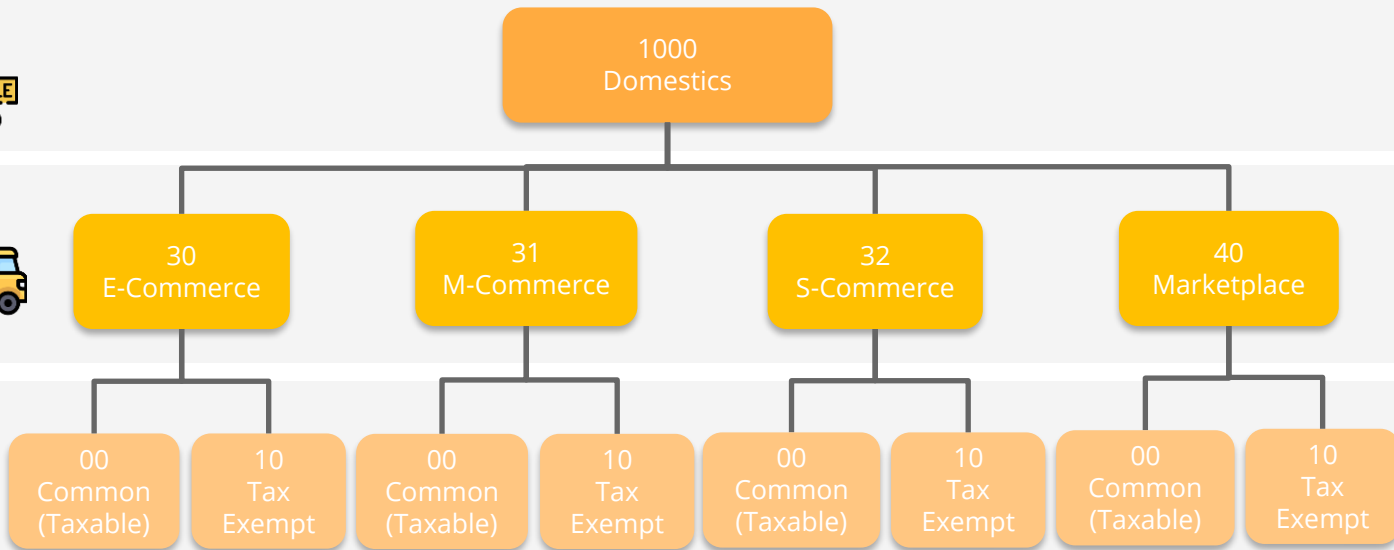 1000
Domestics
LE
30
E-Commerce
31
M-Commerce
32
S-Commerce
40
Marketplace
00
Common
(Taxable)
10
Tax
Exempt
00
Common
(Taxable)
10
Tax
Exempt
00
Common
(Taxable)
10
Tax
Exempt
00
Common
(Taxable)
10
Tax
Exempt